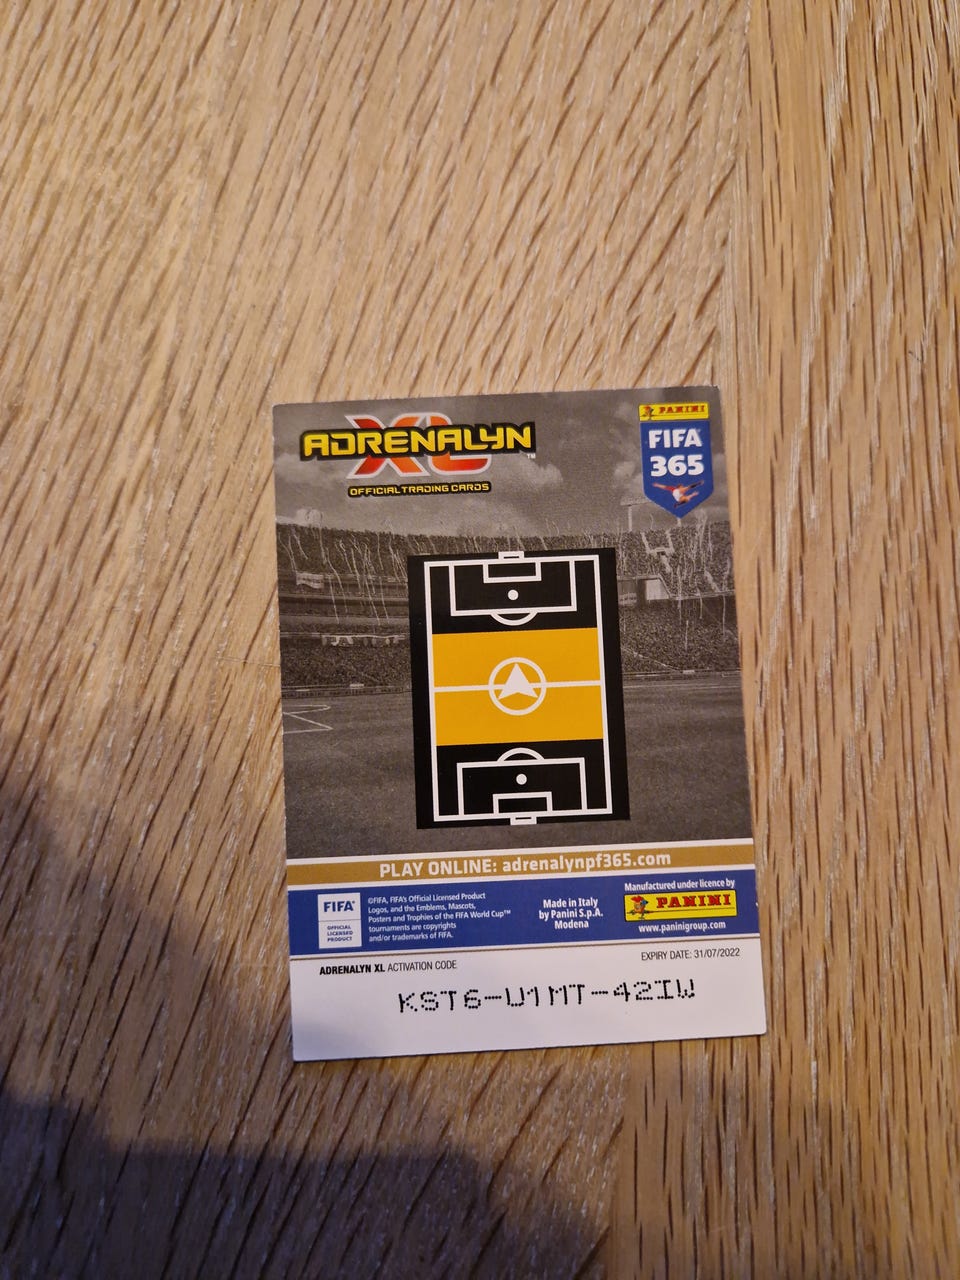 PANINI
ADRENALYN XL™
OFFICIAL TRADING CARDS
FIFA
365
PLAY ONLINE: adrenalynpf365.com
FIFA®
OFFICIAL
LICENSED
PRODUCT
©FIFA, FIFA's Official Licensed Product
Logos, and the Emblems, Mascots,
Posters and Trophies of the FIFA World Cup™
tournaments are copyrights
and/or trademarks of FIFA.
Made in Italy
by Panini S.p.A.
Modena
Manufactured under licence by
PANINI
www.paninigroup.com
ADRENALYN XL ACTIVATION CODE
EXPIRY DATE: 31/07/2022
KST6-U1MT-42IW